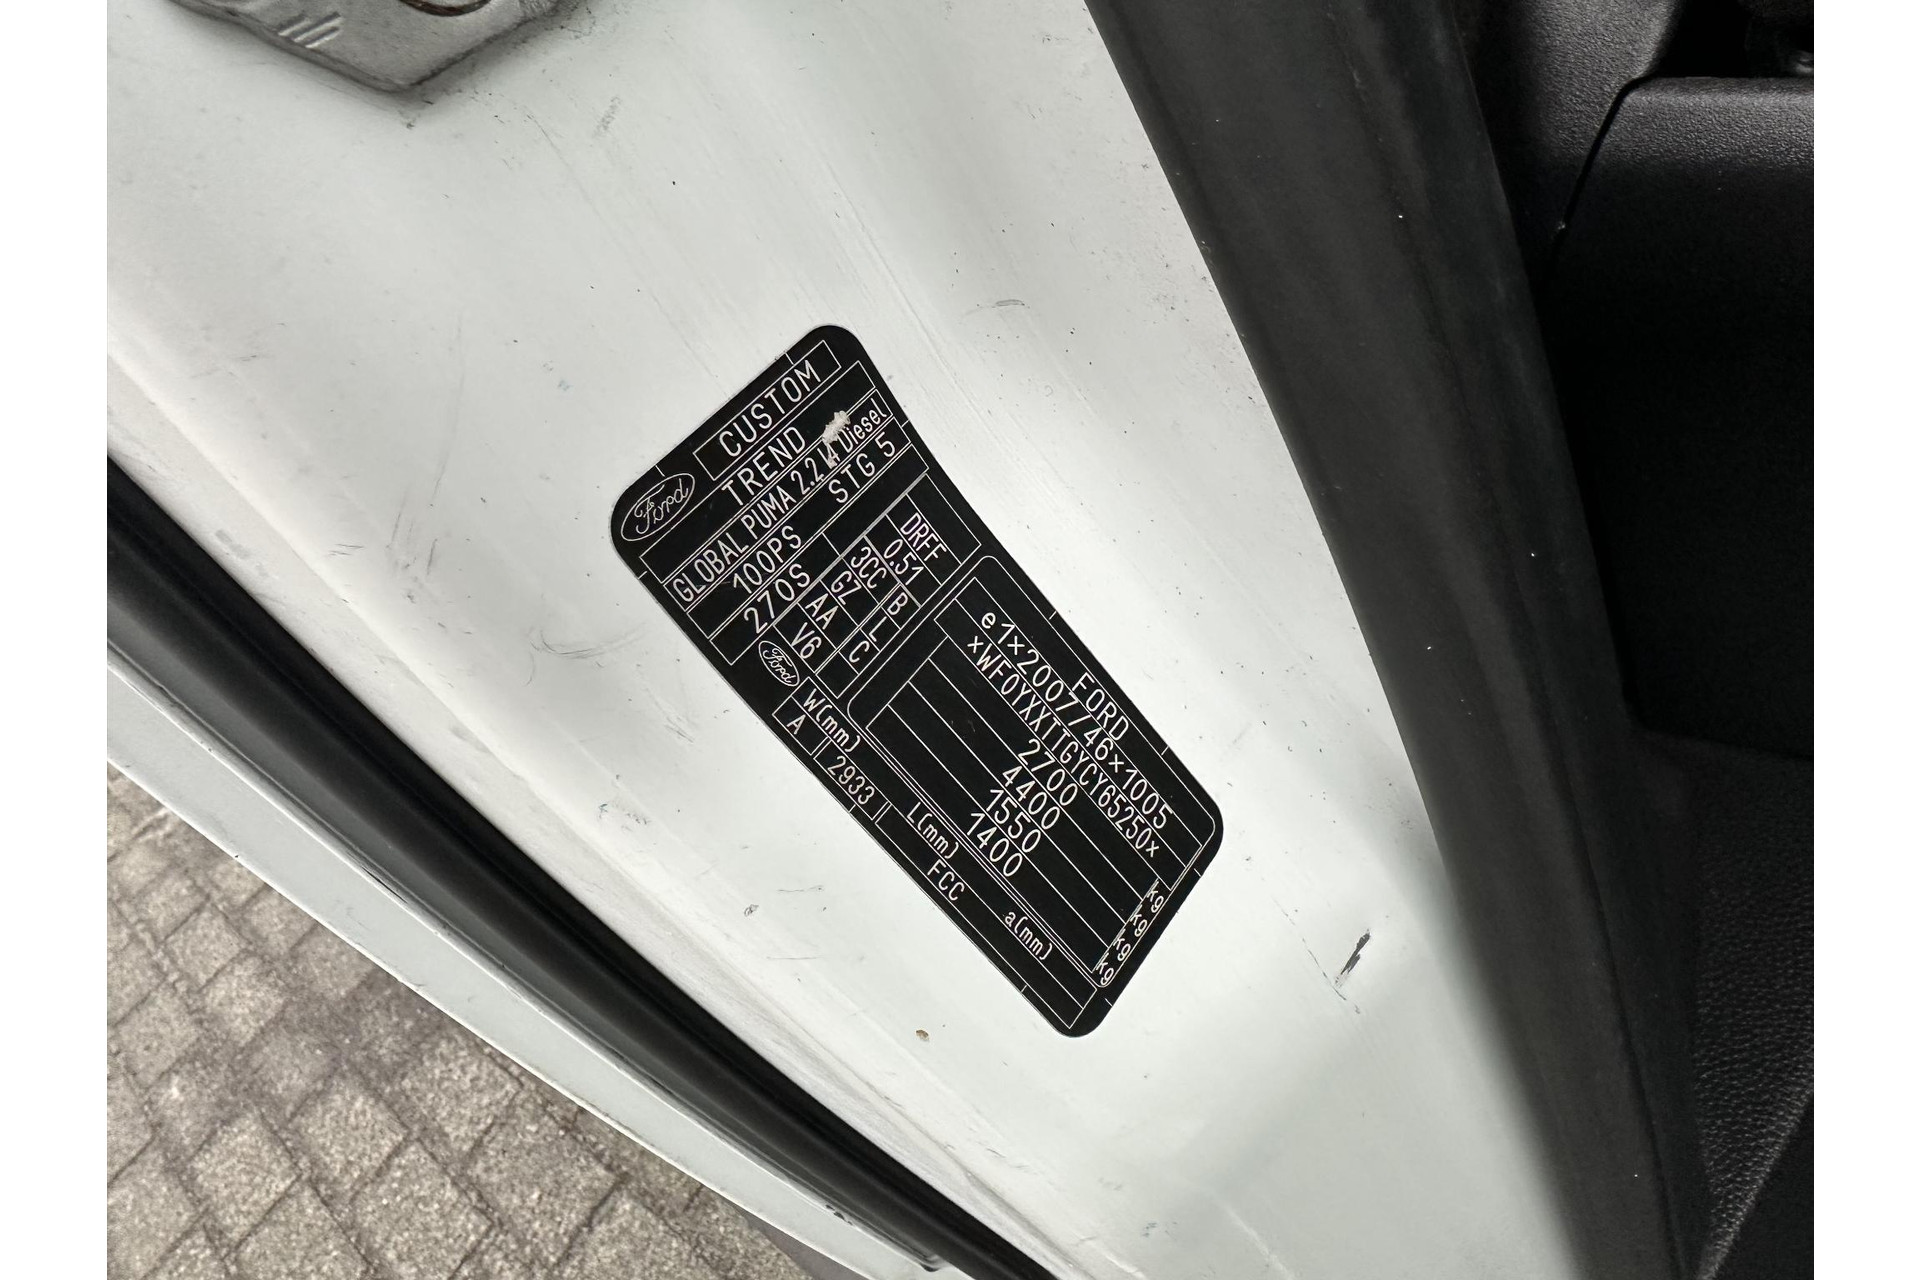 Ford
CUSTOM
TREND
GLOBAL PUMA 2.2 I4 Diesel
100PS STG 5
270S
V6 AA GZ 3CC 0.51 DRFF
C L B
FORD
e1×2007/46×1005
×WF0YXXTTGYCY65250×
2700 kg
4400 kg
1550 kg
1400 kg
Ford W(mm) L(mm) a(mm)
A 2933 FCC